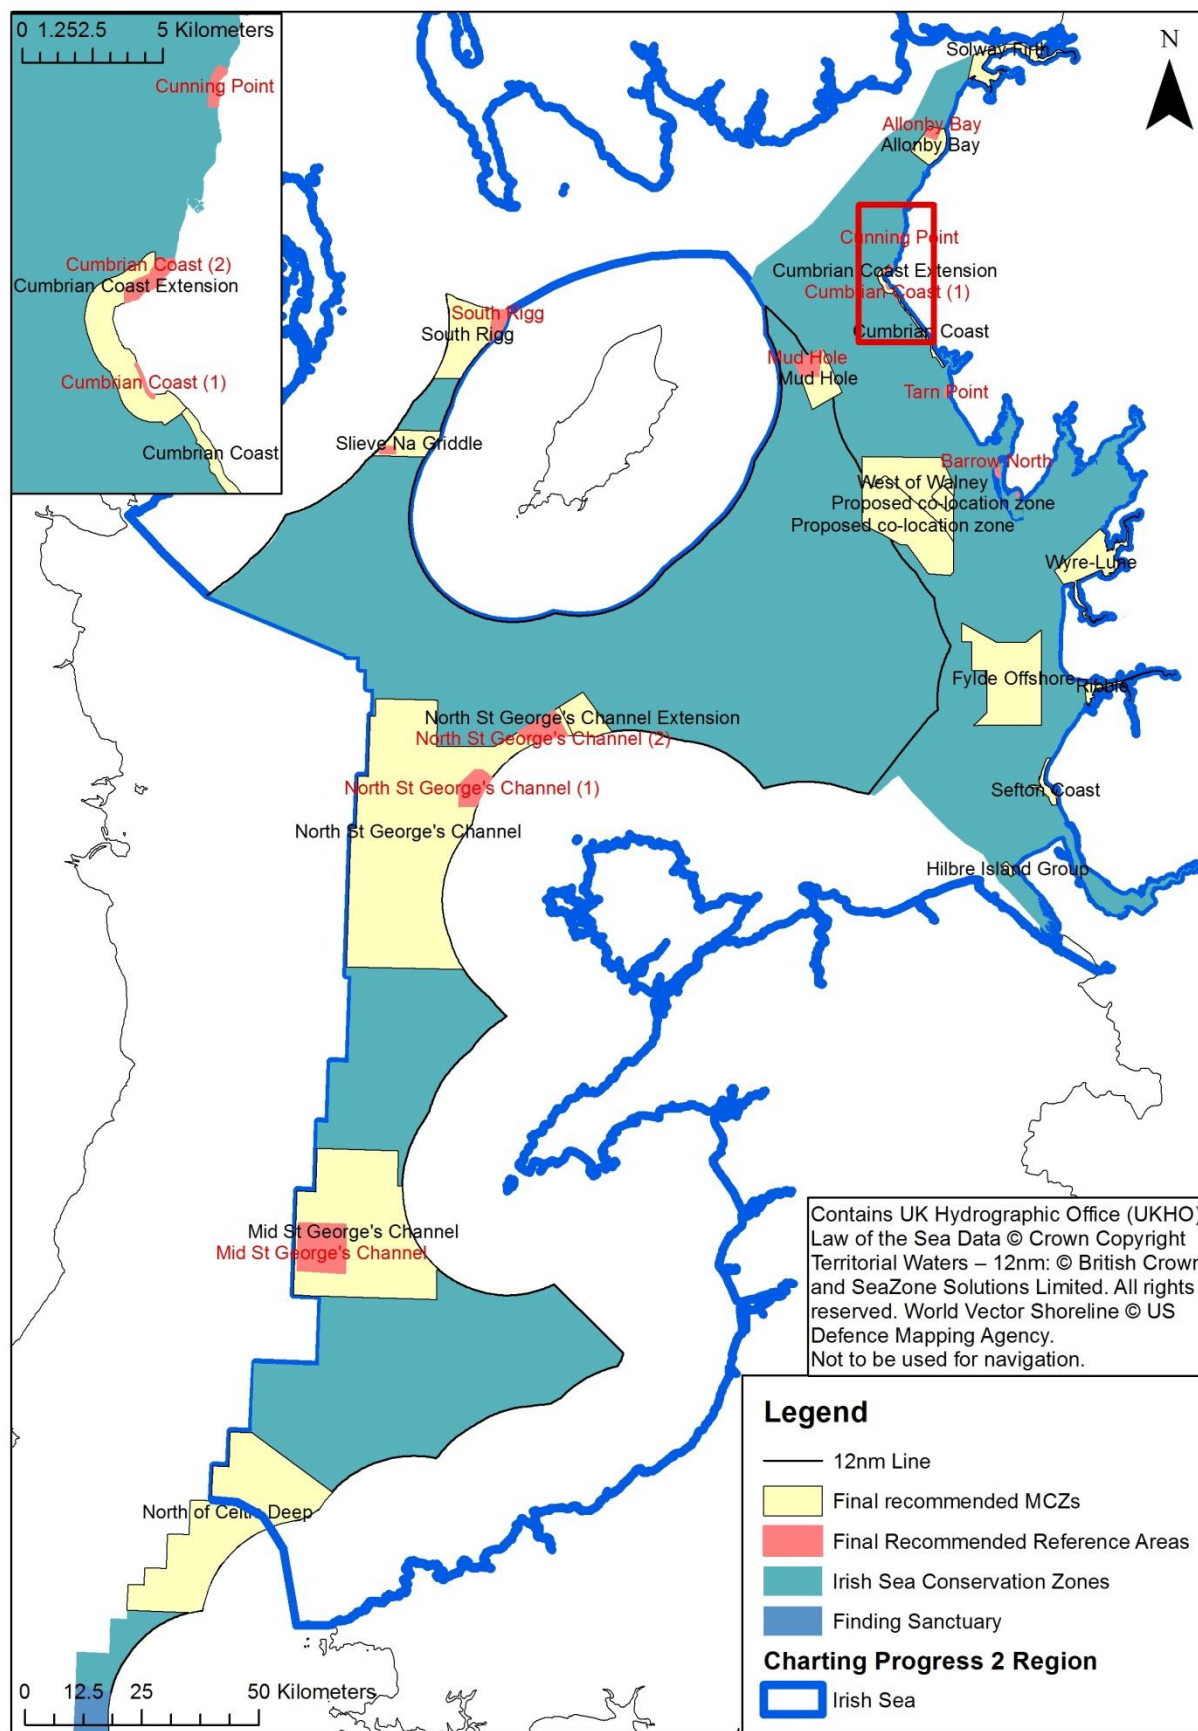 0 1.252.5 5 Kilometers
Cunning Point
Cumbrian Coast (2)
Cumbrian Coast Extension
Cumbrian Coast (1)
Cumbrian Coast
N
Solway Firth
Allonby Bay
Allonby Bay
Cunning Point
Cumbrian Coast Extension
Cumbrian Coast (1)
Cumbrian Coast
South Rigg
South Rigg
Mud Hole
Mud Hole
Tarn Point
Slieve Na Griddle
Barrow North
West of Walney
Proposed co-location zone
Proposed co-location zone
Wyre-Lune
Fylde Offshore
Ribble
North St George's Channel Extension
North St George's Channel (2)
North St George's Channel (1)
Sefton Coast
North St George's Channel
Hilbre Island Group
Mid St George's Channel
Mid St George's Channel
Contains UK Hydrographic Office (UKHO)
Law of the Sea Data © Crown Copyright
Territorial Waters – 12nm: © British Crown
and SeaZone Solutions Limited. All rights
reserved. World Vector Shoreline © US
Defence Mapping Agency.
Not to be used for navigation.
North of Celtic Deep
Legend
12nm Line
Final recommended MCZs
Final Recommended Reference Areas
Irish Sea Conservation Zones
Finding Sanctuary
Charting Progress 2 Region
Irish Sea
0 12.5 25 50 Kilometers